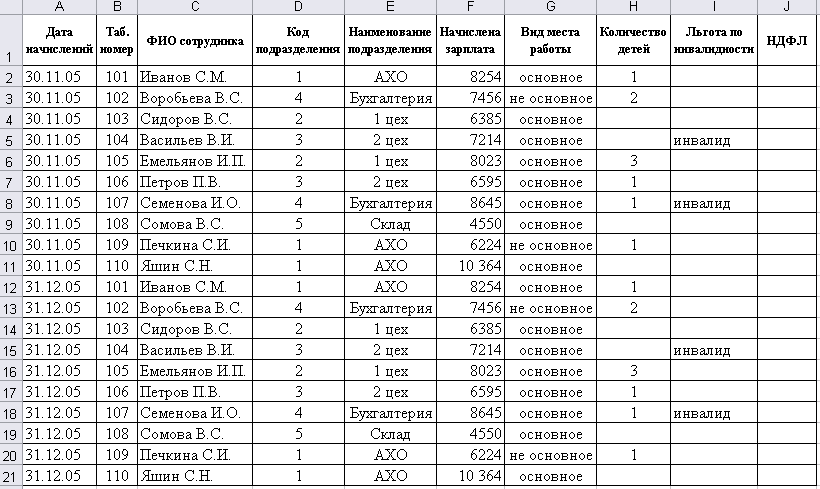 A B C D E F G H I J
1 Дата начислений Таб. номер ФИО сотрудника Код подразделения Наименование подразделения Начислена зарплата Вид места работы Количество детей Льгота по инвалидности НДФЛ
2 30.11.05 101 Иванов С.М. 1 АХО 8254 основное 1
3 30.11.05 102 Воробьева В.С. 4 Бухгалтерия 7456 не основное 2
4 30.11.05 103 Сидоров В.С. 2 1 цех 6385 основное
5 30.11.05 104 Васильев В.И. 3 2 цех 7214 основное инвалид
6 30.11.05 105 Емельянов И.П. 2 1 цех 8023 основное 3
7 30.11.05 106 Петров П.В. 3 2 цех 6595 основное 1
8 30.11.05 107 Семенова И.О. 4 Бухгалтерия 8645 основное 1 инвалид
9 30.11.05 108 Сомова В.С. 5 Склад 4550 основное
10 30.11.05 109 Печкина С.И. 1 АХО 6224 не основное 1
11 30.11.05 110 Яшин С.Н. 1 АХО 10 364 основное
12 31.12.05 101 Иванов С.М. 1 АХО 8254 основное 1
13 31.12.05 102 Воробьева В.С. 4 Бухгалтерия 7456 не основное 2
14 31.12.05 103 Сидоров В.С. 2 1 цех 6385 основное
15 31.12.05 104 Васильев В.И. 3 2 цех 7214 основное инвалид
16 31.12.05 105 Емельянов И.П. 2 1 цех 8023 основное 3
17 31.12.05 106 Петров П.В. 3 2 цех 6595 основное 1
18 31.12.05 107 Семенова И.О. 4 Бухгалтерия 8645 основное 1 инвалид
19 31.12.05 108 Сомова В.С. 5 Склад 4550 основное
20 31.12.05 109 Печкина С.И. 1 АХО 6224 не основное 1
21 31.12.05 110 Яшин С.Н. 1 АХО 10 364 основное